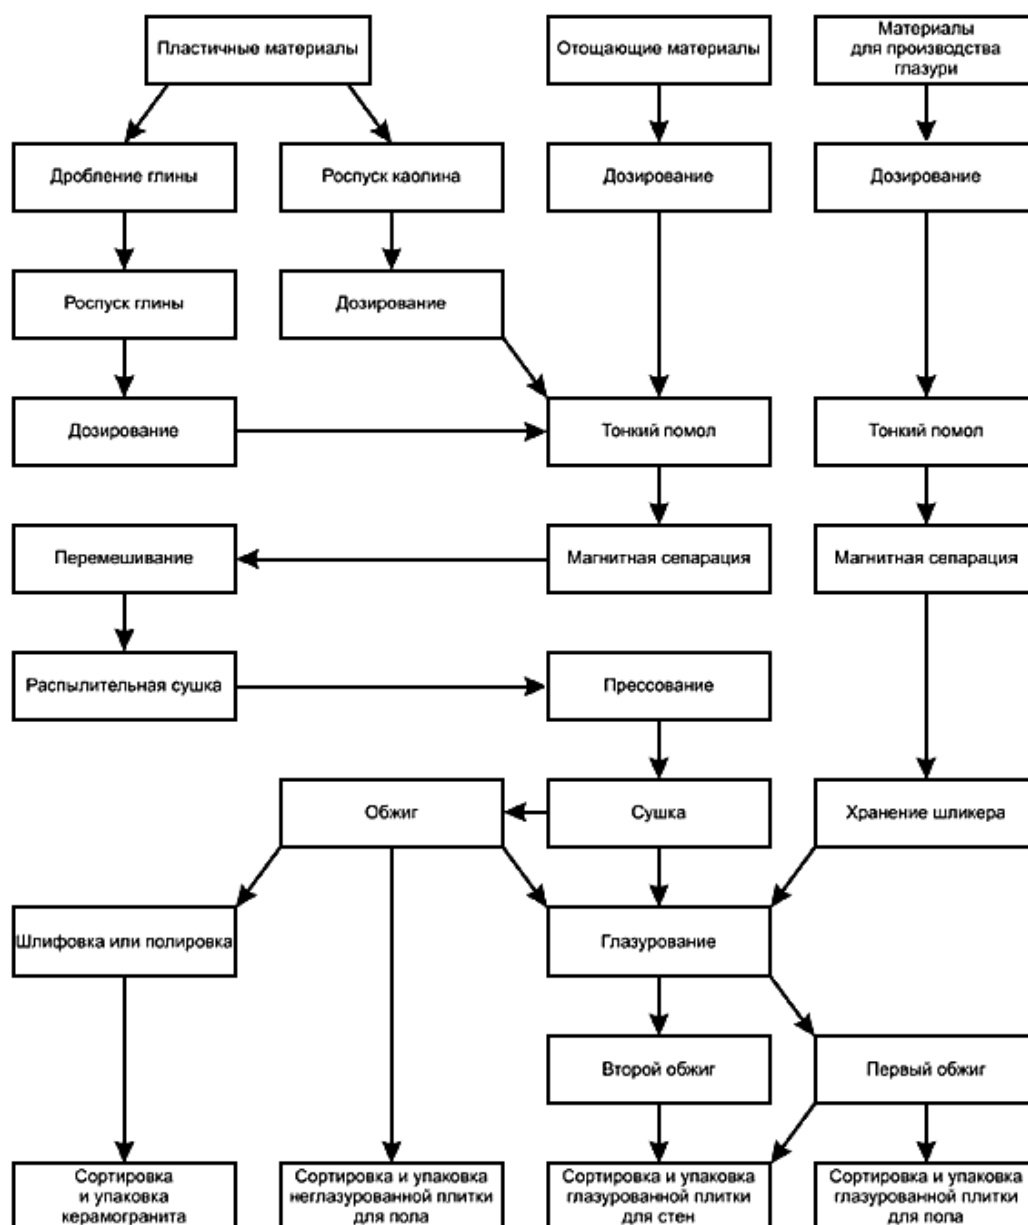 Пластичные материалы
Отощающие материалы
Материалы
для производства
глазури
Дробление глины
Роспуск каолина
Дозирование
Дозирование
Роспуск глины
Дозирование
Дозирование
Тонкий помол
Тонкий помол
Перемешивание
Магнитная сепарация
Магнитная сепарация
Распылительная сушка
Прессование
Обжиг
Сушка
Хранение шликера
Шлифовка или полировка
Глазурование
Второй обжиг
Первый обжиг
Сортировка
и упаковка
керамогранита
Сортировка и упаковка
неглазурованной плитки
для пола
Сортировка и упаковка
глазурованной плитки
для стен
Сортировка и упаковка
глазурованной плитки
для пола